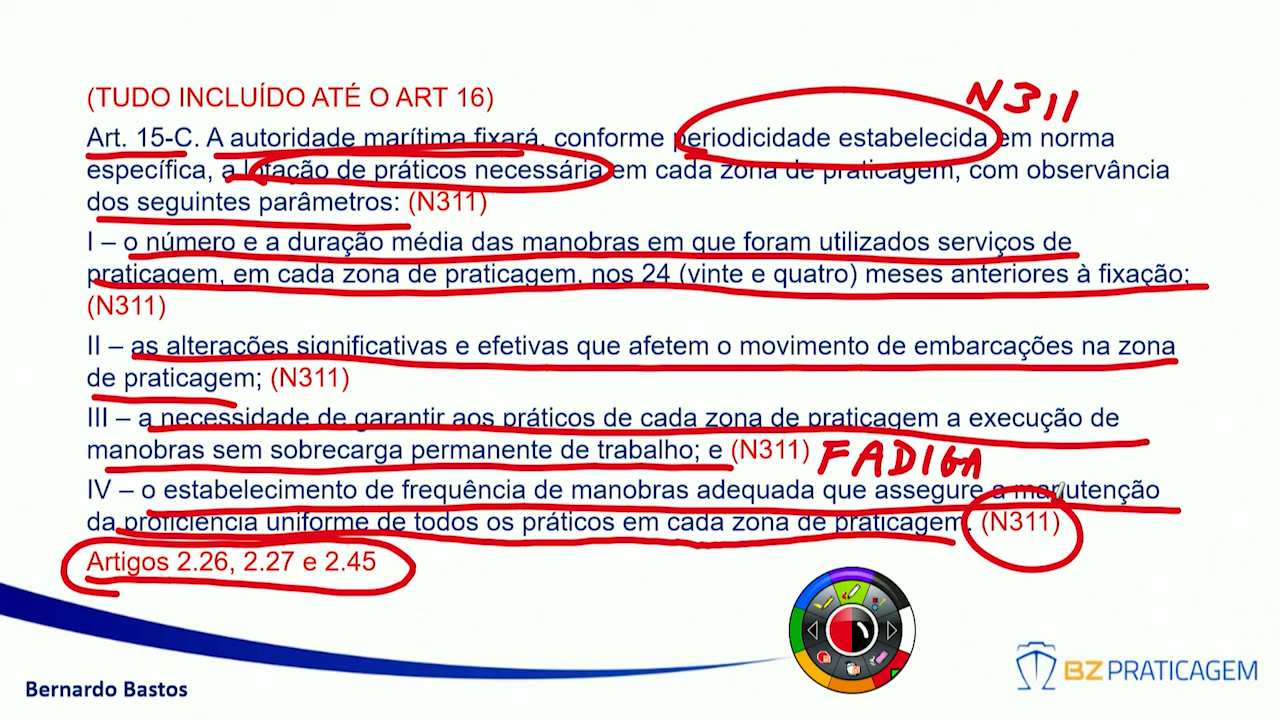 (TUDO INCLUÍDO ATÉ O ART 16)
N311
Art. 15-C. A autoridade marítima fixará, conforme periodicidade estabelecida em norma
específica, a lotação de práticos necessária em cada zona de praticagem, com observância
dos seguintes parâmetros: (N311)
I – o número e a duração média das manobras em que foram utilizados serviços de
praticagem, em cada zona de praticagem, nos 24 (vinte e quatro) meses anteriores à fixação;
(N311)
II – as alterações significativas e efetivas que afetem o movimento de embarcações na zona
de praticagem; (N311)
III – a necessidade de garantir aos práticos de cada zona de praticagem a execução de
manobras sem sobrecarga permanente de trabalho; e (N311) FADIGA
IV – o estabelecimento de frequência de manobras adequada que assegure a manutenção
da proficiência uniforme de todos os práticos em cada zona de praticagem. (N311)
Artigos 2.26, 2.27 e 2.45
Bernardo Bastos
BZPRATICAGEM